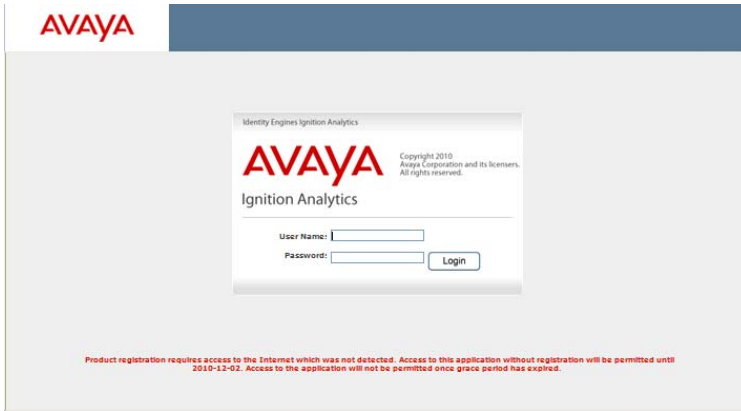 AVAYA
Identity Engines Ignition Analytics
AVAYA
Copyright 2010
Avaya Corporation and its licensers.
All rights reserved.
Ignition Analytics
User Name:
Password:
Login
Product registration requires access to the Internet which was not detected. Access to this application without registration will be permitted until
2010-12-02. Access to the application will not be permitted once grace period has expired.